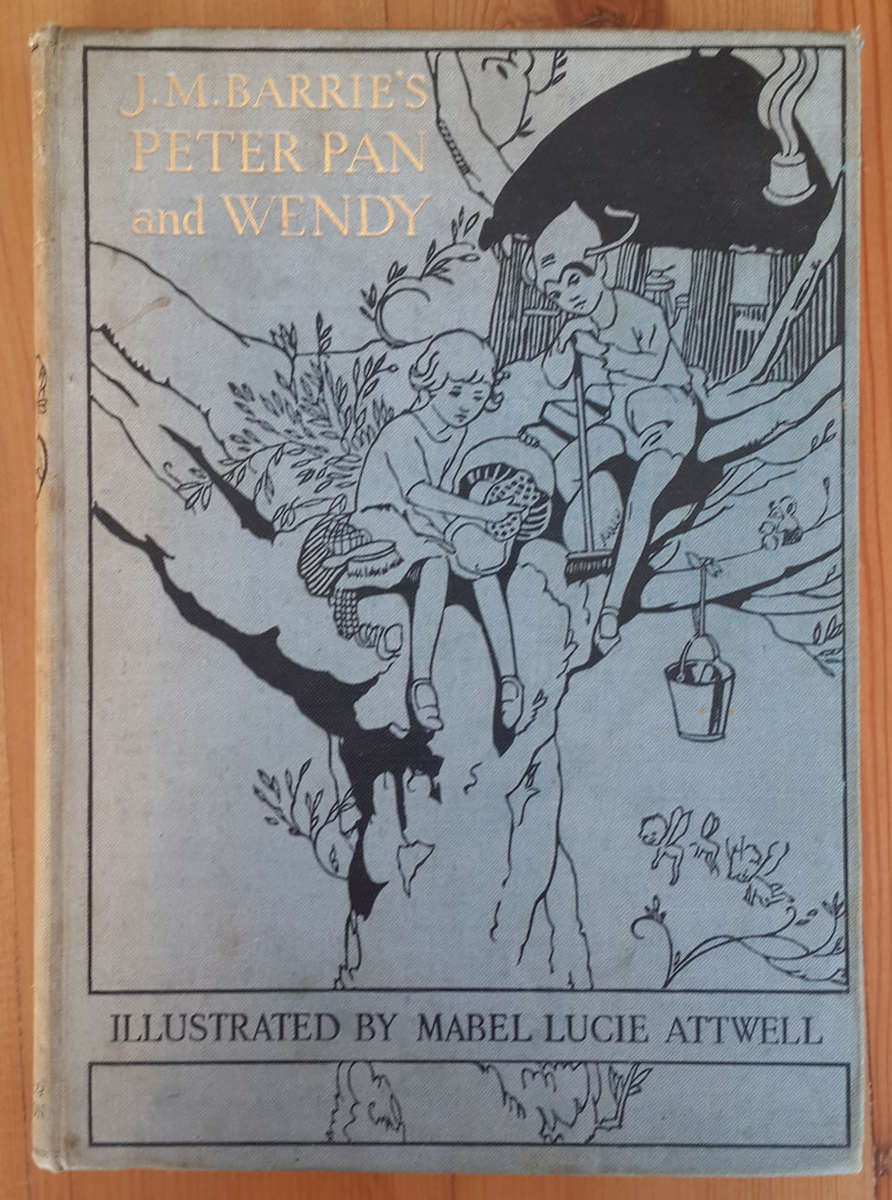 J.M.BARRIE'S
PETER PAN
and WENDY
ILLUSTRATED BY MABEL LUCIE ATTWELL